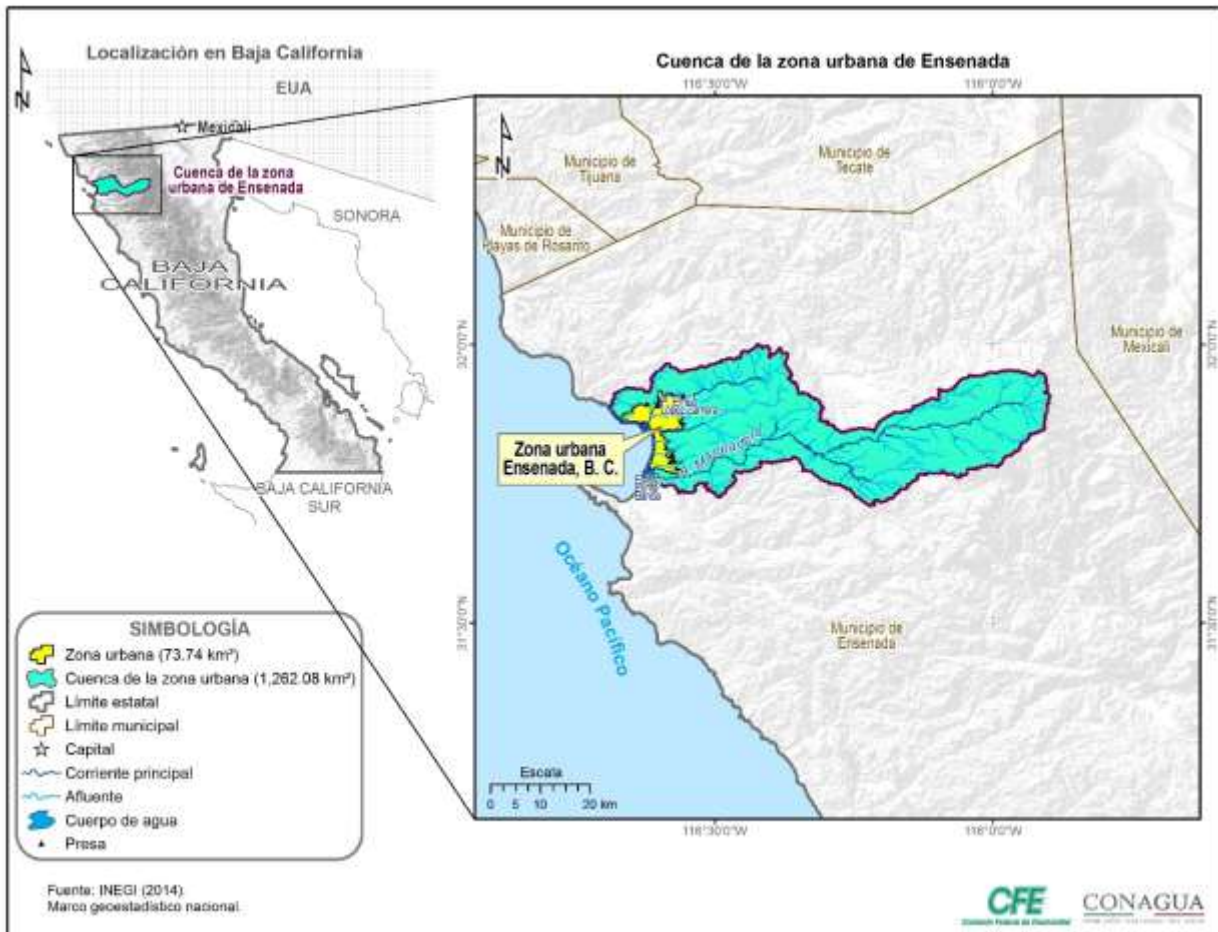 Localización en Baja California
N
EUA
Mexicali
Cuenca de la zona
urbana de Ensenada
SONORA
BAJA
CALIFORNIA
BAJA CALIFORNIA
SUR
Cuenca de la zona urbana de Ensenada
116°30'0"W
116°0'0"W
N
Municipio de
Tijuana
Municipio de
Tecate
Municipio de
Playas de Rosarito
Municipio de
Mexicali
32°0'0"N
32°0'0"N
Zona urbana
Ensenada, B. C.
Océano Pacífico
Municipio de
Ensenada
31°30'0"N
31°30'0"N
Escala
0 5 10 20 km
116°30'0"W
116°0'0"W
SIMBOLOGÍA
Zona urbana (73.74 km²)
Cuenca de la zona urbana (1,262.08 km²)
Límite estatal
Límite municipal
Capital
Corriente principal
Afluente
Cuerpo de agua
Presa
Fuente: INEGI (2014).
Marco geoestadístico nacional.
CFE
Comisión Federal de Electricidad
CONAGUA